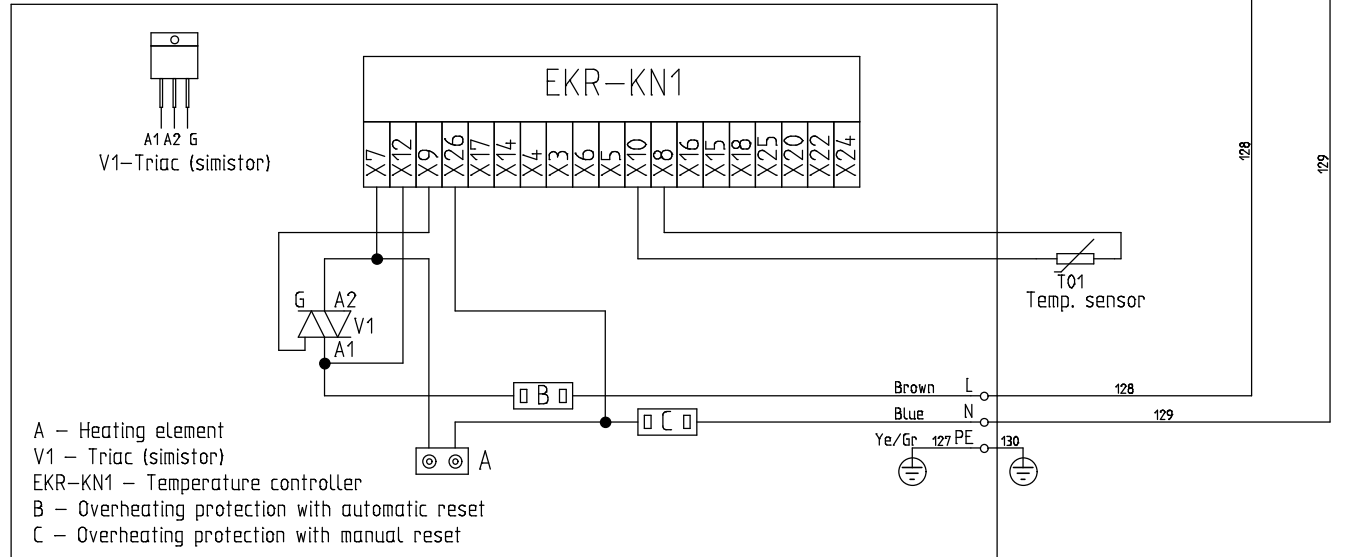 EKR-KN1
X7 X12 X9 X26 X17 X14 X4 X3 X6 X5 X10 X8 X16 X15 X18 X25 X20 X22 X24
A1 A2 G
V1-Triac (simistor)
128
129
T01
Temp. sensor
G A2
V1
A1
B
Brown L 128
C
Blue N 129
Ye/Gr 127 PE 130
A
A - Heating element
V1 - Triac (simistor)
EKR-KN1 - Temperature controller
B - Overheating protection with automatic reset
C - Overheating protection with manual reset